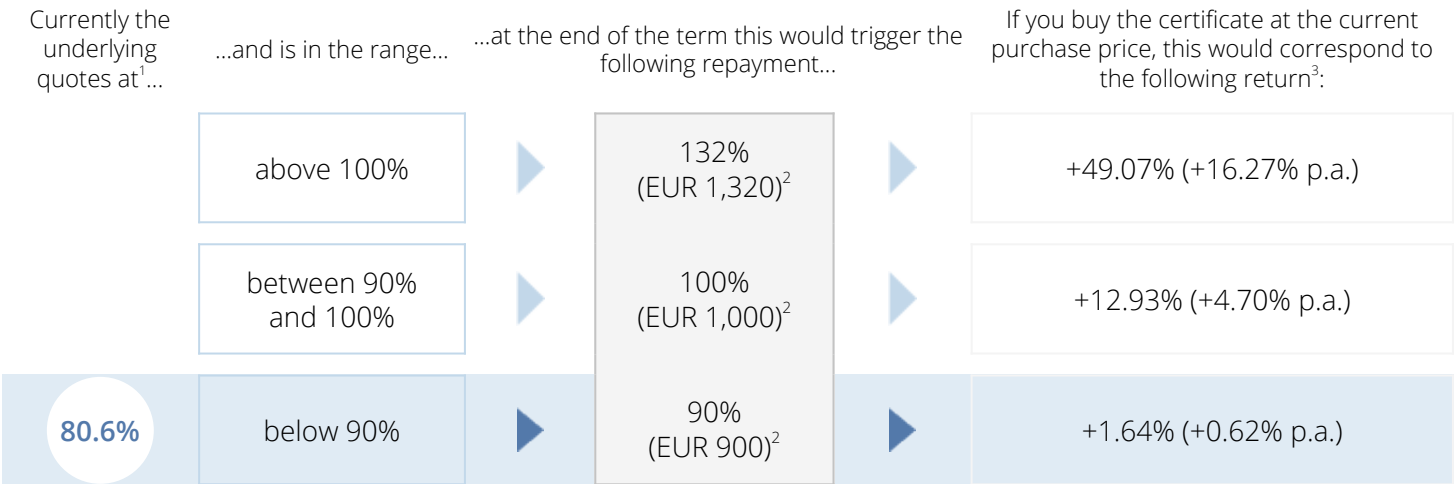 Currently the
underlying
quotes at¹...
...and is in the range...
...at the end of the term this would trigger the
following repayment...
If you buy the certificate at the current
purchase price, this would correspond to
the following return³:
above 100%
132%
(EUR 1,320)²
+49.07% (+16.27% p.a.)
between 90%
and 100%
100%
(EUR 1,000)²
+12.93% (+4.70% p.a.)
80.6%
below 90%
90%
(EUR 900)²
+1.64% (+0.62% p.a.)